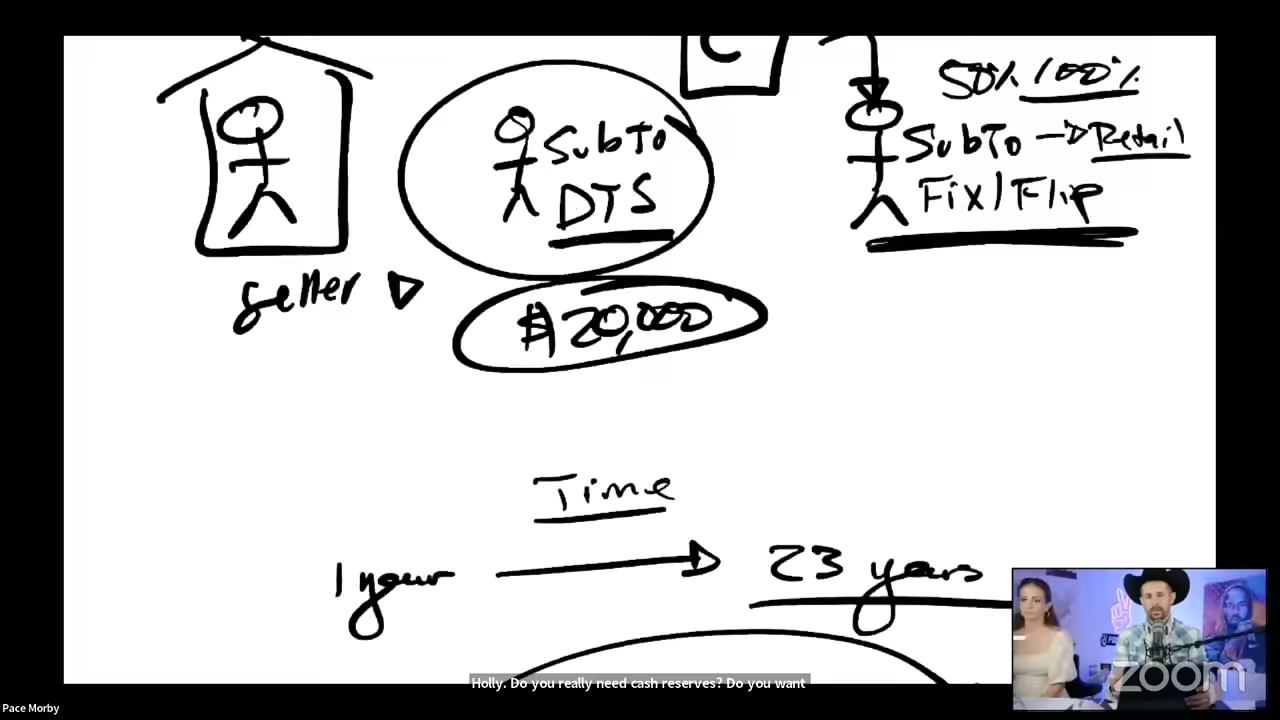 C
50% 100%
SubTo → Retail
Fix/Flip
SubTo
DTS
seller
$20,000
Time
1 year → 23 years
Holly. Do you really need cash reserves? Do you want
zoom
Pace Morby